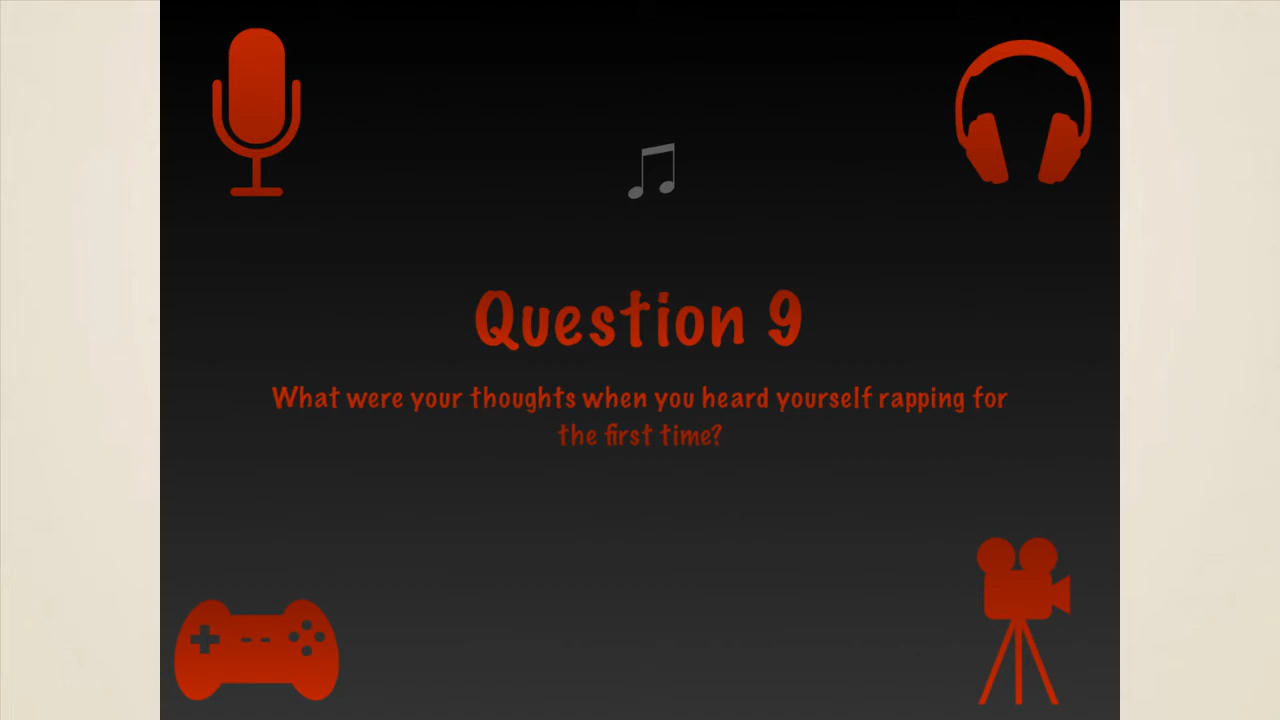 Question 9
What were your thoughts when you heard yourself rapping for
the first time?